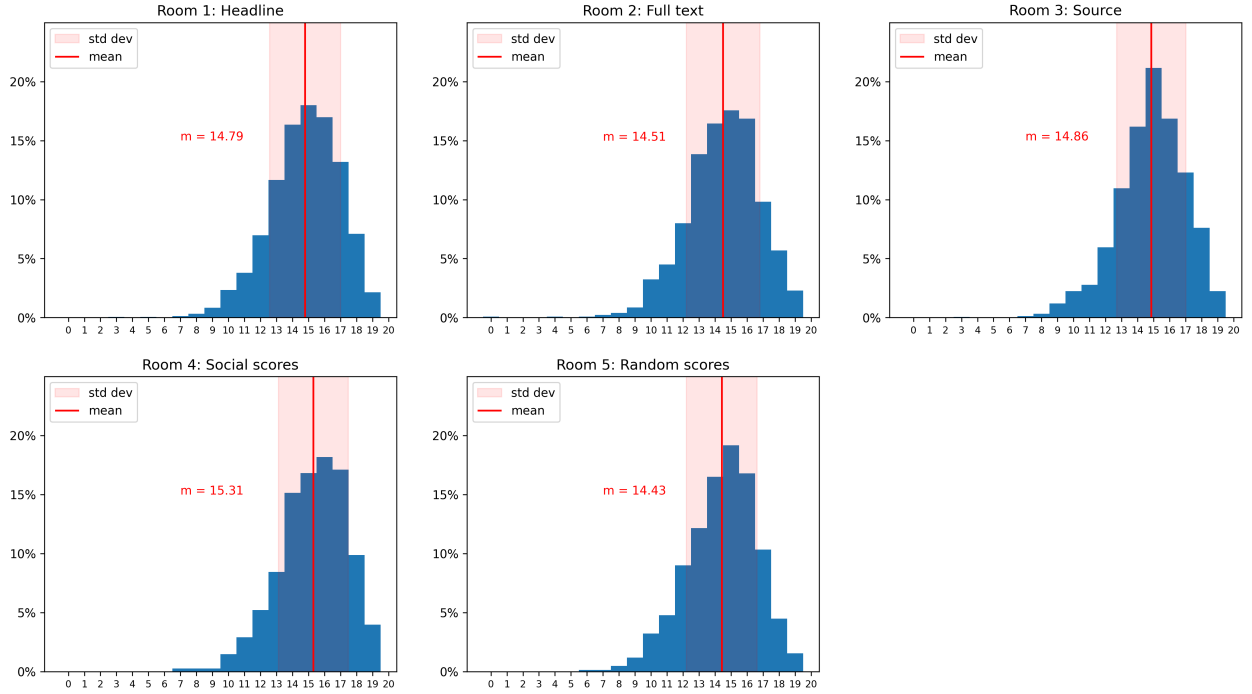 Room 1: Headline
std dev
mean
m = 14.79
20%
15%
10%
5%
0%
0 1 2 3 4 5 6 7 8 9 10 11 12 13 14 15 16 17 18 19 20
Room 2: Full text
std dev
mean
m = 14.51
20%
15%
10%
5%
0%
0 1 2 3 4 5 6 7 8 9 10 11 12 13 14 15 16 17 18 19 20
Room 3: Source
std dev
mean
m = 14.86
20%
15%
10%
5%
0%
0 1 2 3 4 5 6 7 8 9 10 11 12 13 14 15 16 17 18 19 20
Room 4: Social scores
std dev
mean
m = 15.31
20%
15%
10%
5%
0%
0 1 2 3 4 5 6 7 8 9 10 11 12 13 14 15 16 17 18 19 20
Room 5: Random scores
std dev
mean
m = 14.43
20%
15%
10%
5%
0%
0 1 2 3 4 5 6 7 8 9 10 11 12 13 14 15 16 17 18 19 20